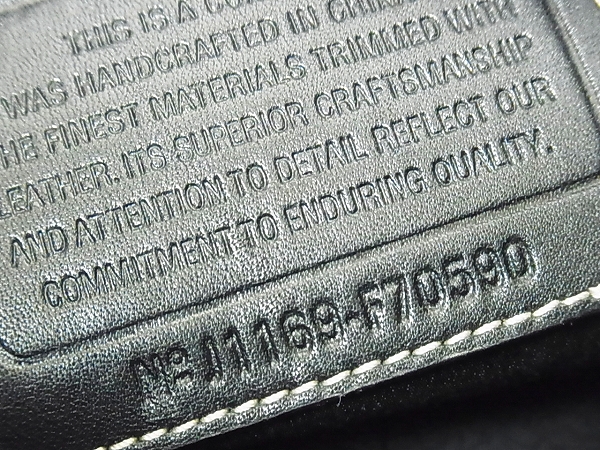 THIS IS A CO
WAS HANDCRAFTED IN CHINA
HE FINEST MATERIALS TRIMMED WITH
LEATHER. ITS SUPERIOR CRAFTSMANSHIP
AND ATTENTION TO DETAIL REFLECT OUR
COMMITMENT TO ENDURING QUALITY.
No J1169-F70590